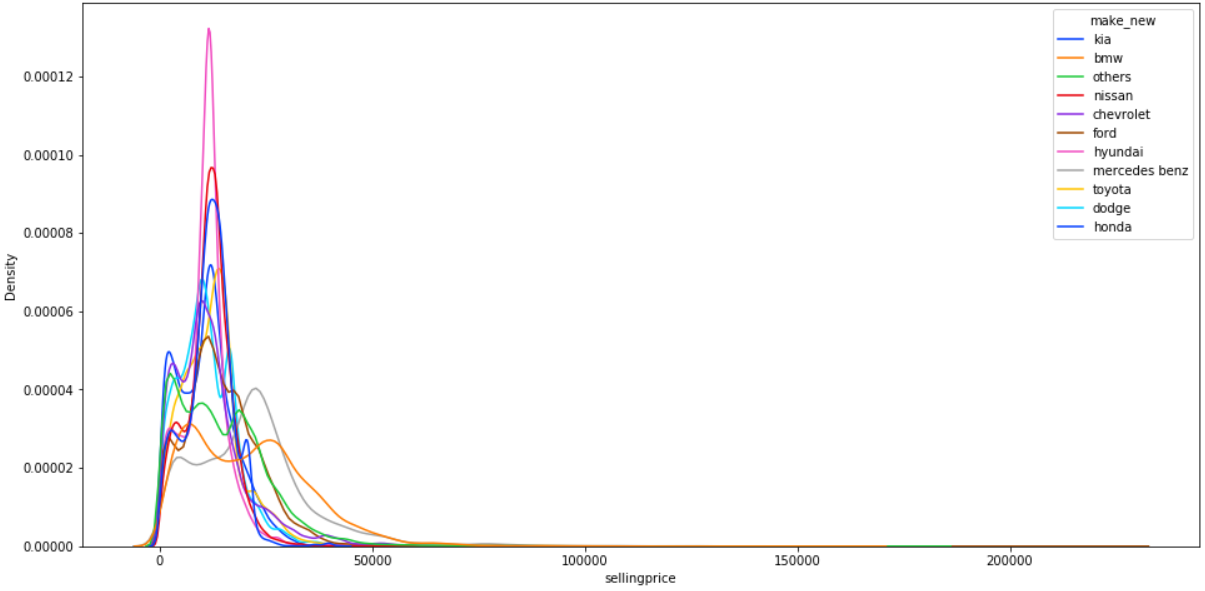 make_new
kia
bmw
others
nissan
chevrolet
ford
hyundai
mercedes benz
toyota
dodge
honda
0.00012
0.00010
0.00008
0.00006
0.00004
0.00002
0.00000
Density
0
50000
100000
150000
200000
sellingprice